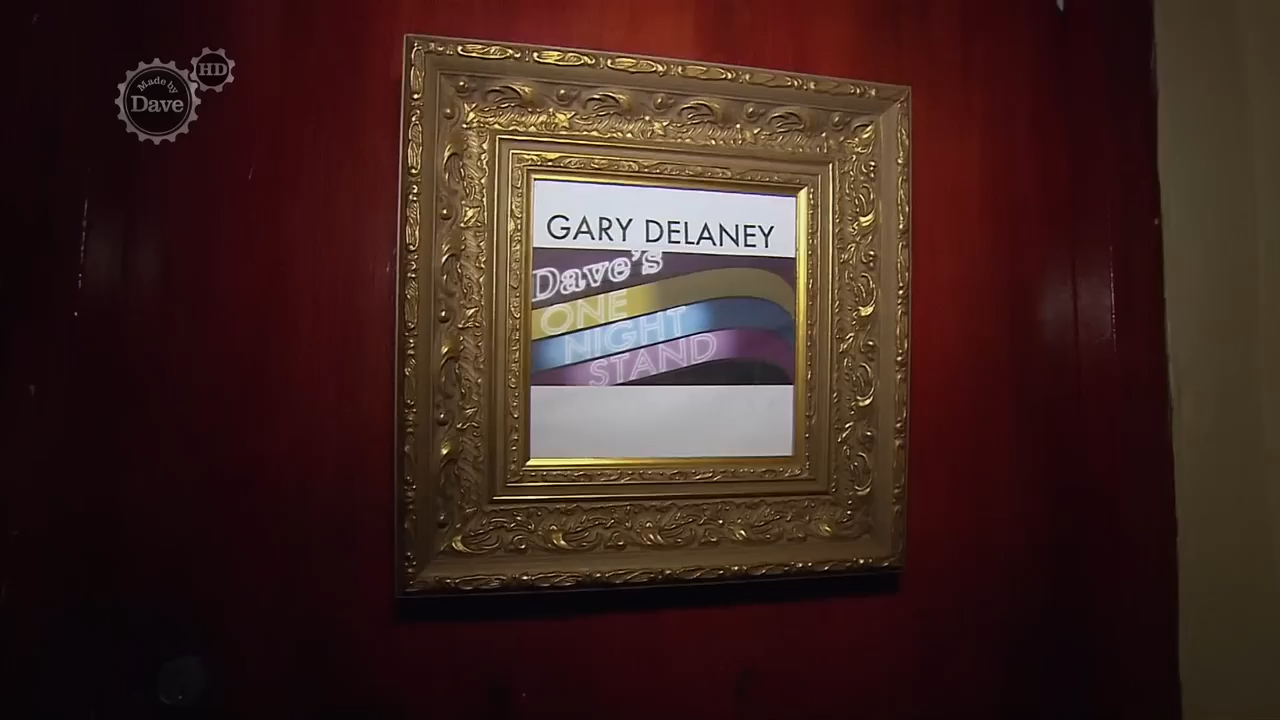 Made by
Dave
HD
GARY DELANEY
Dave's
ONE
NIGHT
STAND